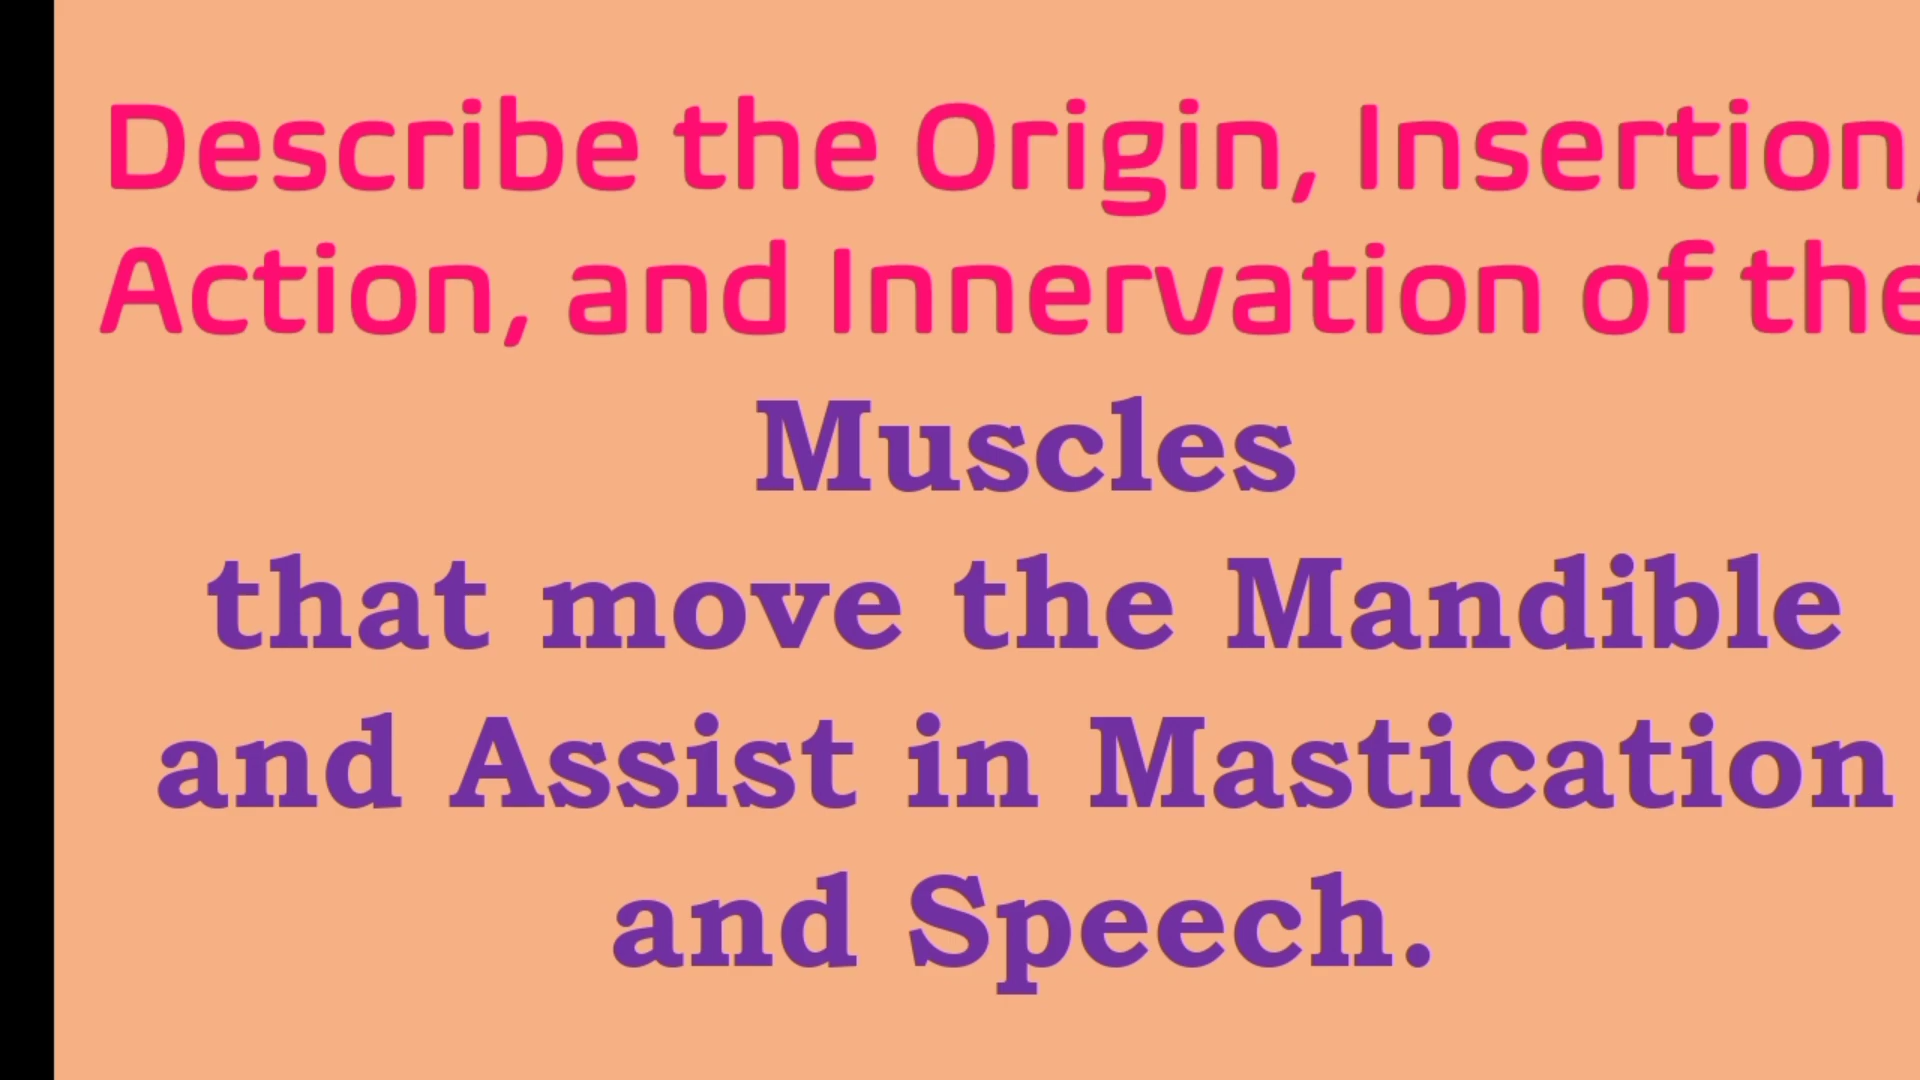 Describe the Origin, Insertion,
Action, and Innervation of the
Muscles
that move the Mandible
and Assist in Mastication
and Speech.